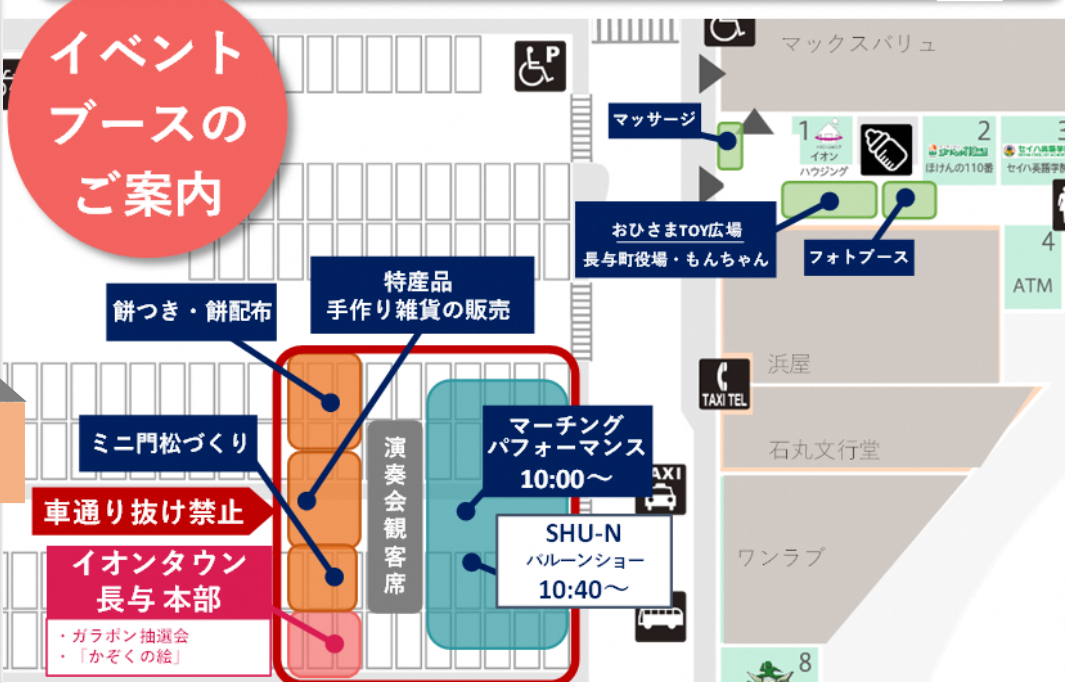 イベント
ブースの
ご案内
P
マックスバリュ
マッサージ
1
イオン
ハウジング
2
ほけんの110番
3
セイハ英語学院
おひさまTOY広場
長与町役場・もんちゃん
フォトブース
4
ATM
餅つき・餅配布
特産品
手作り雑貨の販売
浜屋
TAXI TEL
ミニ門松づくり
演奏会観客席
マーチング
パフォーマンス
10:00～
石丸文行堂
車通り抜け禁止
SHU-N
バルーンショー
10:40～
ワンラブ
イオンタウン
長与 本部
・ガラポン抽選会
・「かぞくの絵」
8